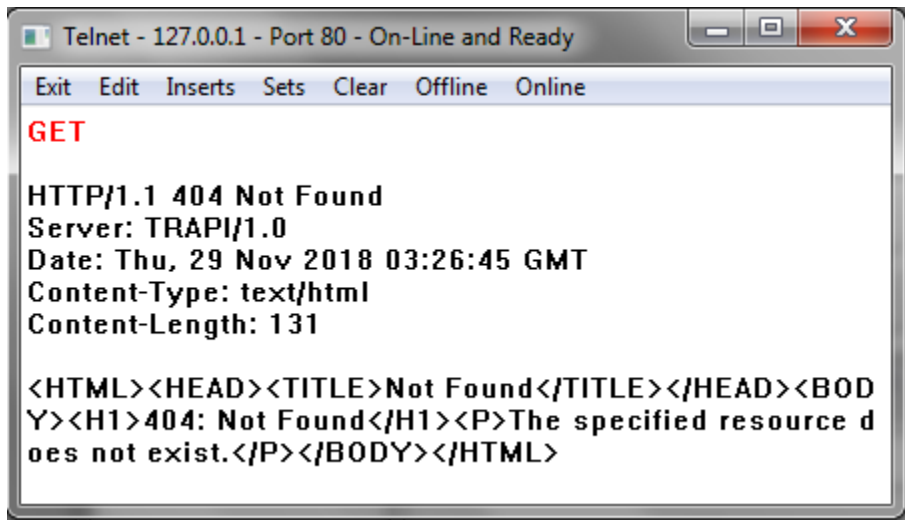 Telnet - 127.0.0.1 - Port 80 - On-Line and Ready
Exit Edit Inserts Sets Clear Offline Online
GET
HTTP/1.1 404 Not Found
Server: TRAPI/1.0
Date: Thu, 29 Nov 2018 03:26:45 GMT
Content-Type: text/html
Content-Length: 131
<HTML><HEAD><TITLE>Not Found</TITLE></HEAD><BOD
Y><H1>404: Not Found</H1><P>The specified resource d
oes not exist.</P></BODY></HTML>